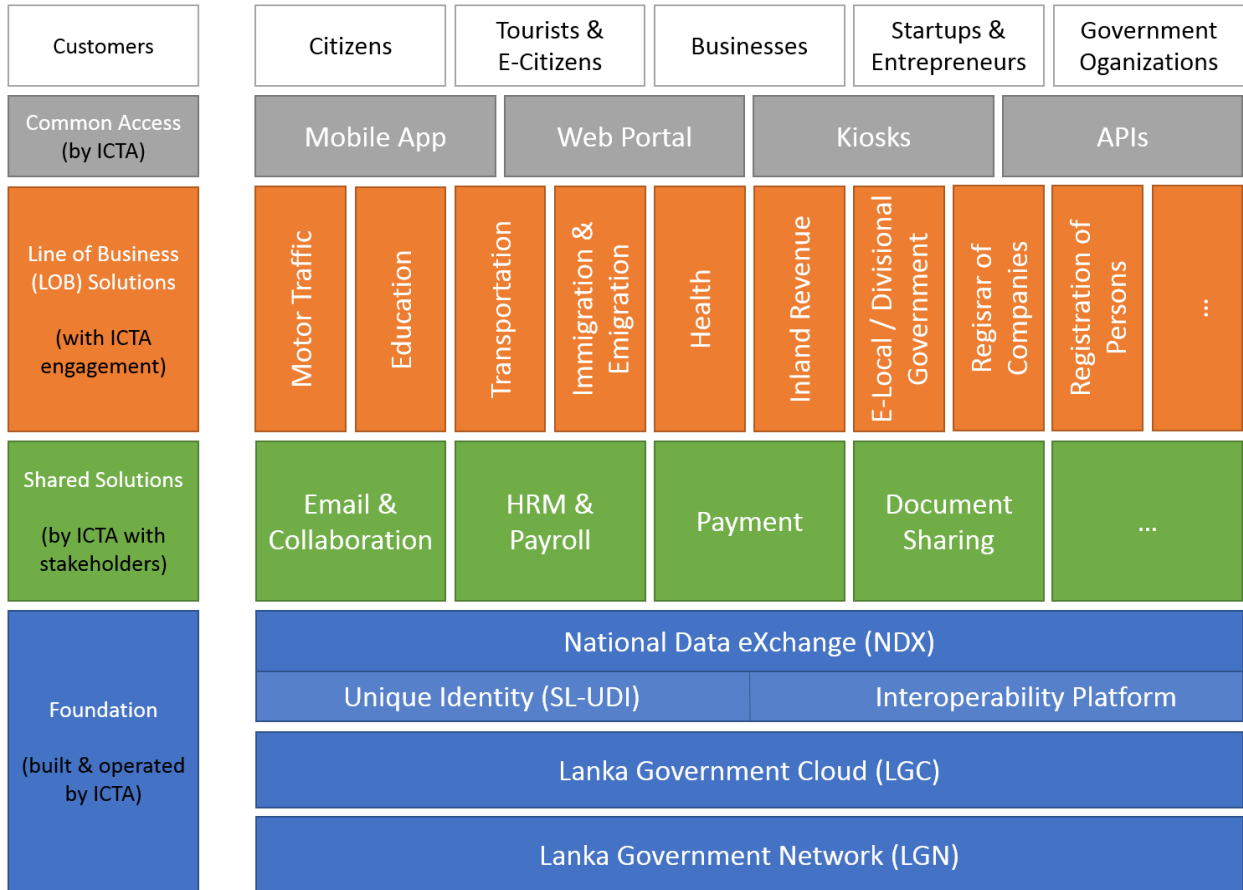 Customers
Citizens
Tourists &
E-Citizens
Businesses
Startups &
Entrepreneurs
Government
Oganizations
Common Access
(by ICTA)
Mobile App
Web Portal
Kiosks
APIs
Line of Business
(LOB) Solutions
(with ICTA
engagement)
Motor Traffic
Education
Transportation
Immigration &
Emigration
Health
Inland Revenue
E-Local / Divisional
Government
Regisrar of
Companies
Registration of
Persons
...
Shared Solutions
(by ICTA with
stakeholders)
Email &
Collaboration
HRM &
Payroll
Payment
Document
Sharing
...
Foundation
(built & operated
by ICTA)
National Data eXchange (NDX)
Unique Identity (SL-UDI)
Interoperability Platform
Lanka Government Cloud (LGC)
Lanka Government Network (LGN)